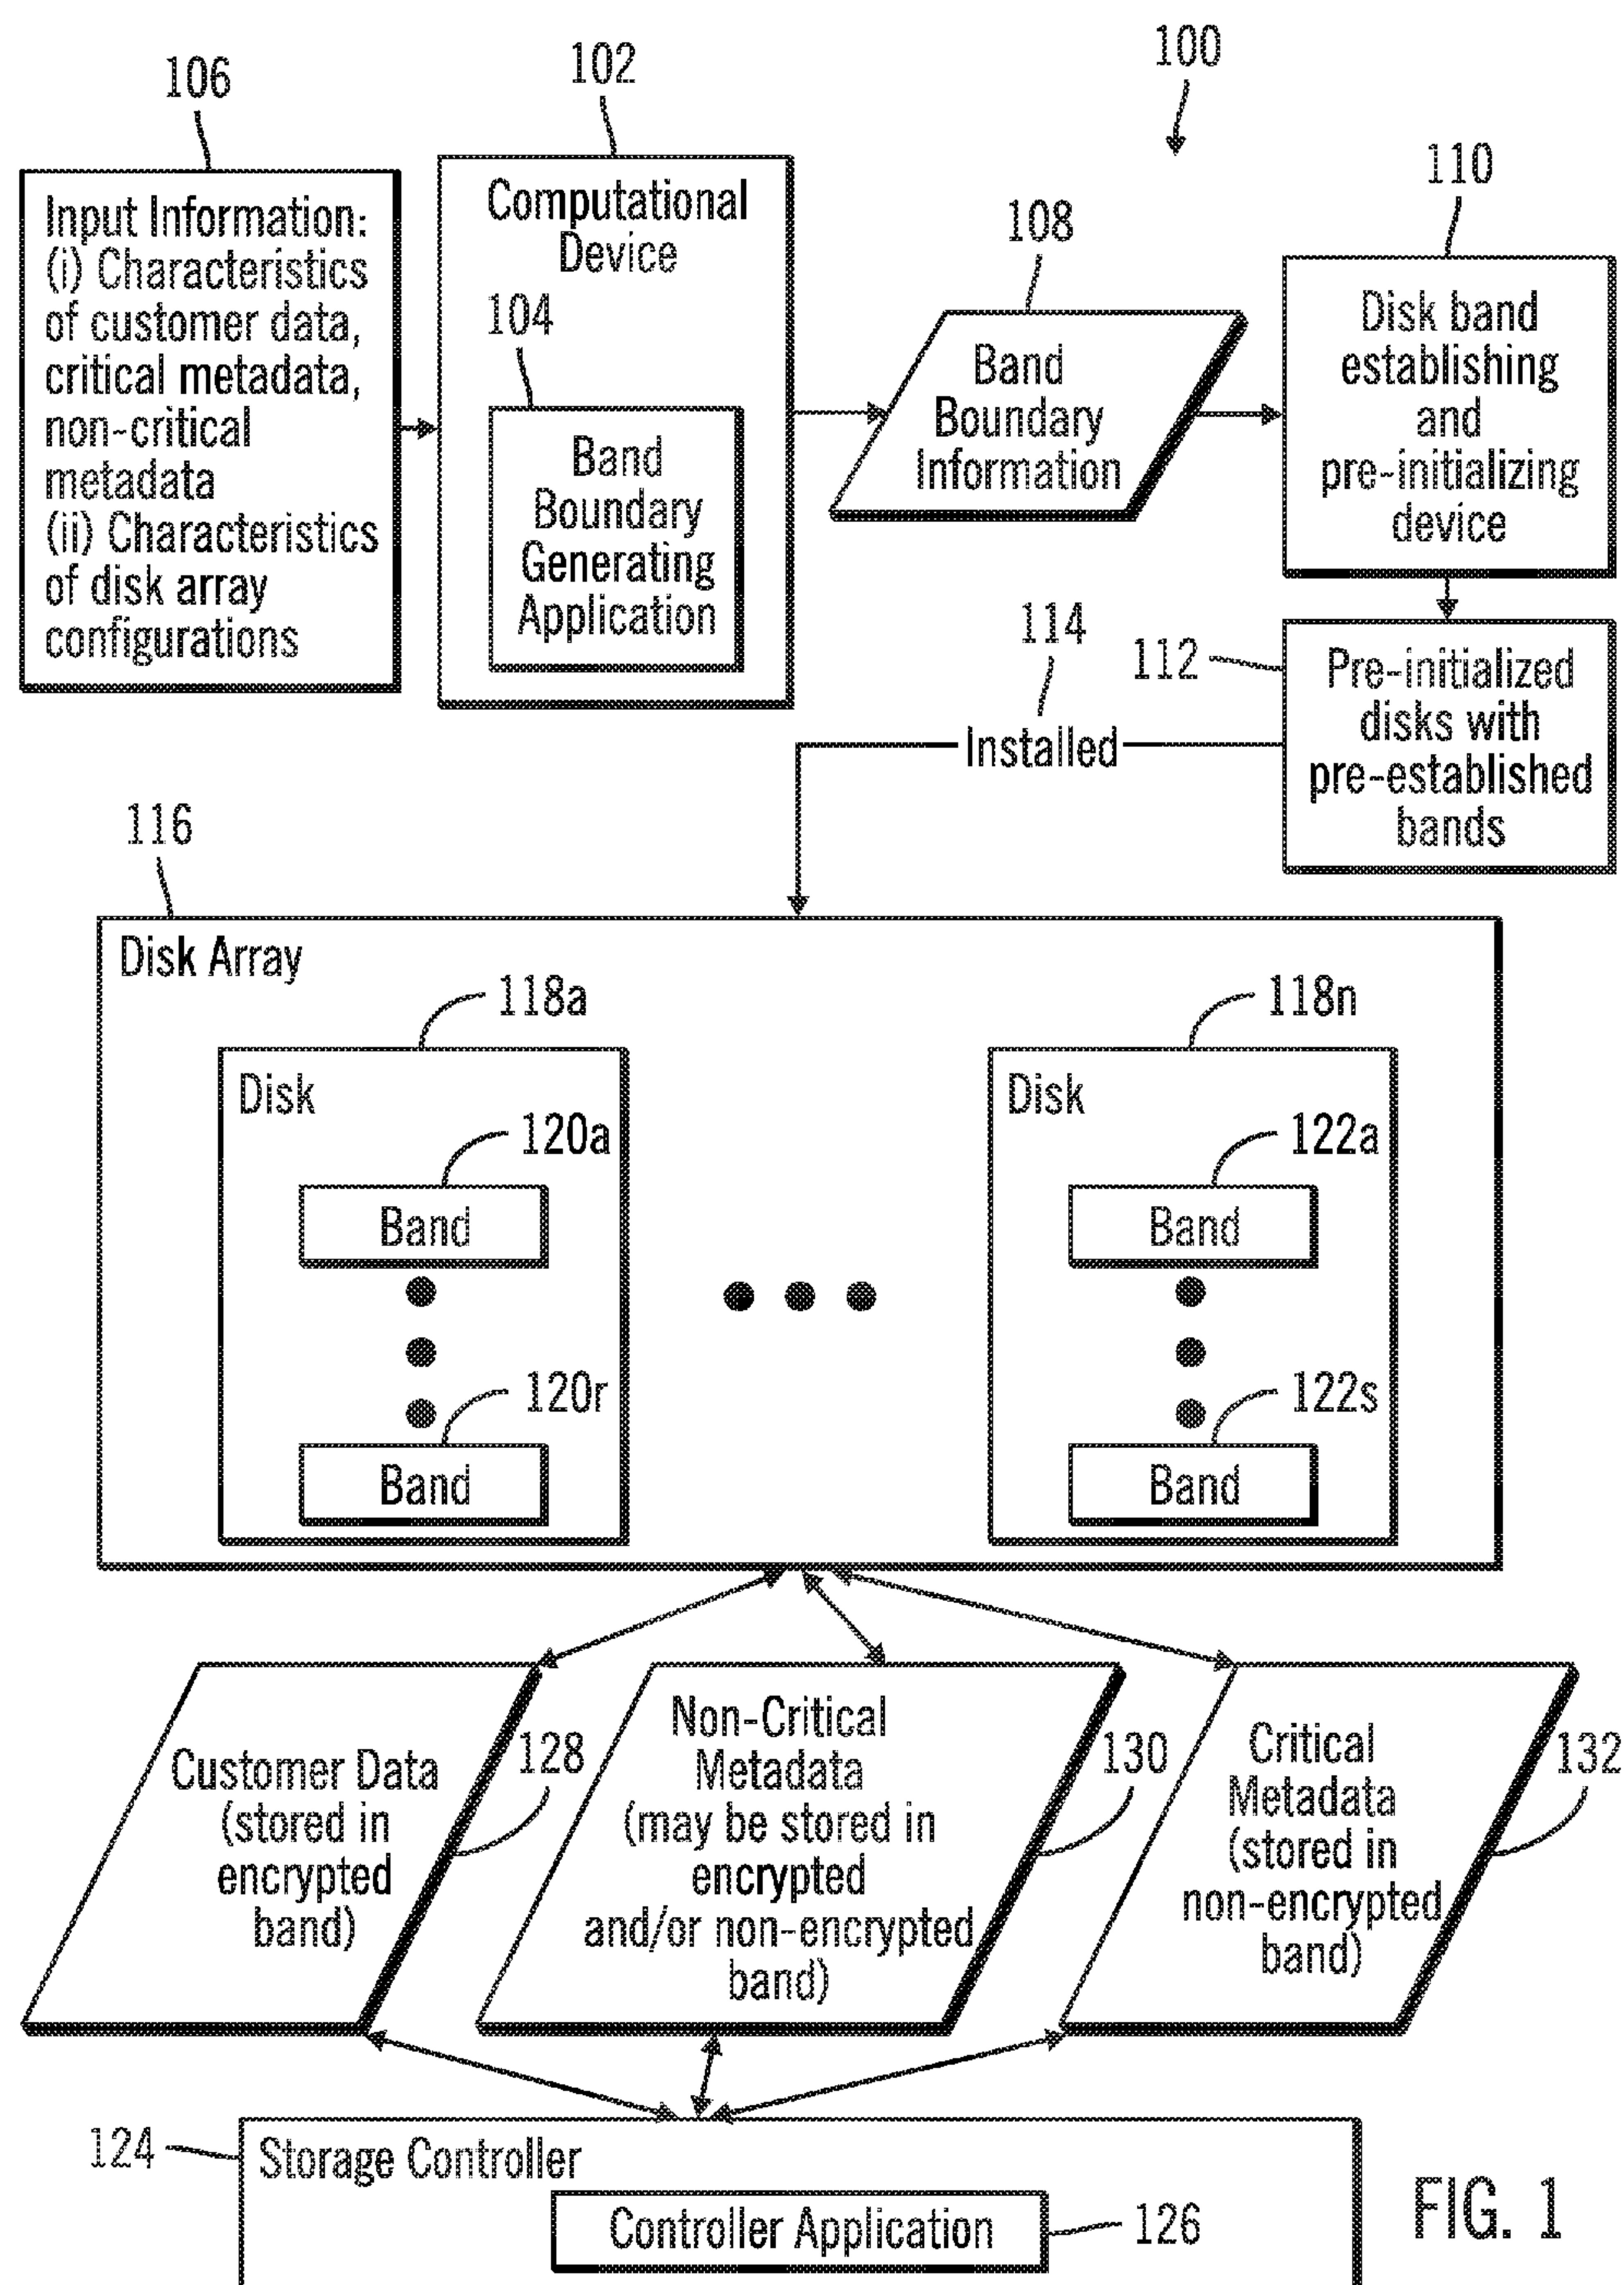 100
106
102
110
108
Input Information:
(i) Characteristics
of customer data,
critical metadata,
non-critical
metadata
(ii) Characteristics
of disk array
configurations
Computational
Device
104
Band
Boundary
Generating
Application
Band
Boundary
Information
Disk band
establishing
and
pre-initializing
device
114
Installed
112
Pre-initialized
disks with
pre-established
bands
116
Disk Array
118a
Disk
120a
Band
120r
Band
118n
Disk
122a
Band
122s
Band
Customer Data
(stored in
encrypted
band)
128
Non-Critical
Metadata
(may be stored in
encrypted
and/or non-encrypted
band)
130
Critical
Metadata
(stored in
non-encrypted
band)
132
124
Storage Controller
Controller Application
126
FIG. 1